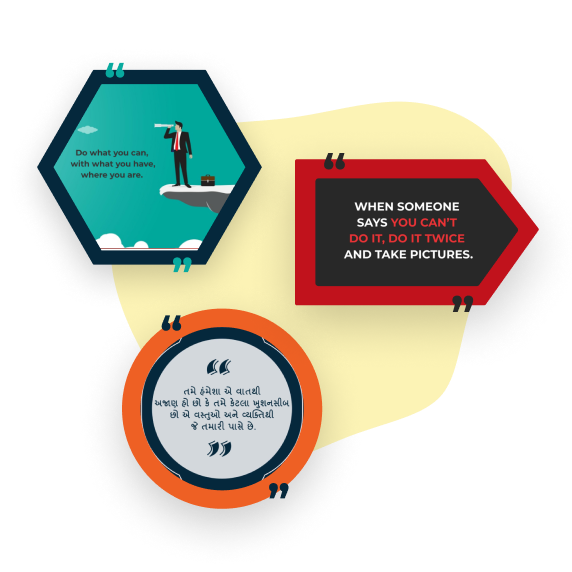 Do what you can,
with what you have,
where you are.
WHEN SOMEONE
SAYS YOU CAN'T
DO IT, DO IT TWICE
AND TAKE PICTURES.
તમે હંમેશા એ વાતથી
અજાણ હો છો કે તમે કેટલા ખુશનસીબ
છો એ વસ્તુઓ અને વ્યક્તિથી
જે તમારી પાસે છે.